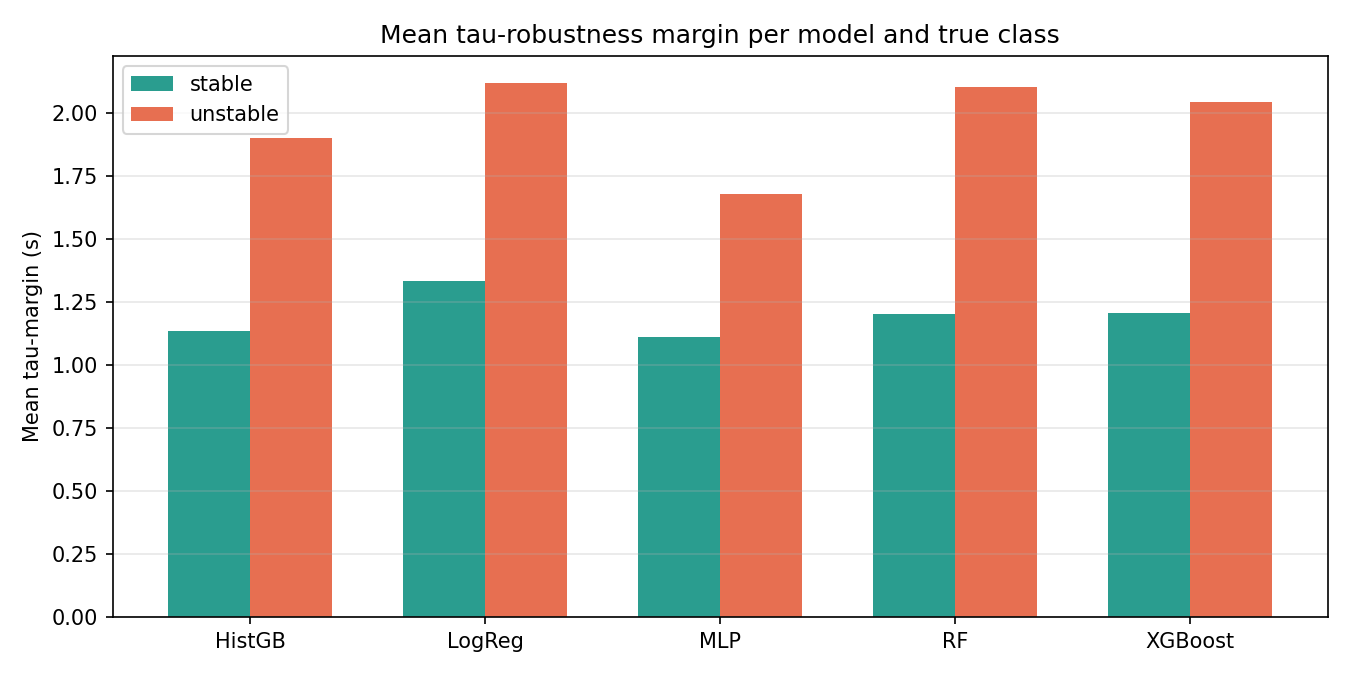 Mean tau-robustness margin per model and true class
stable
unstable
Mean tau-margin (s)
2.00
1.75
1.50
1.25
1.00
0.75
0.50
0.25
0.00
HistGB LogReg MLP RF XGBoost